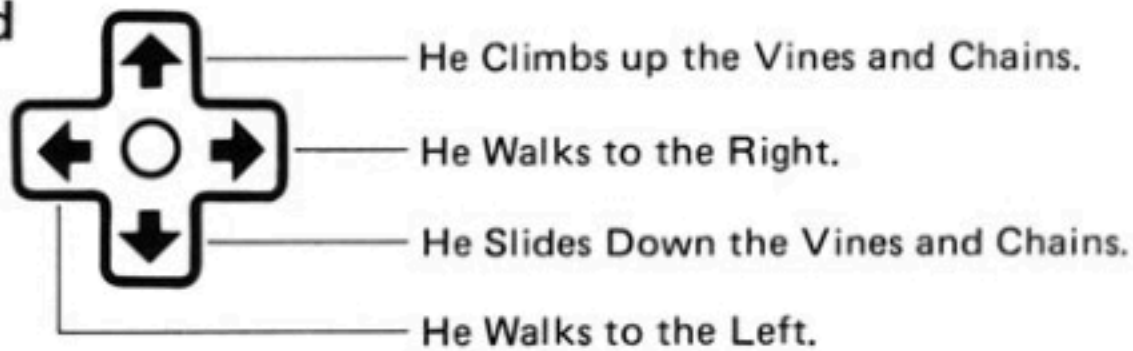 He Climbs up the Vines and Chains.
He Walks to the Right.
He Slides Down the Vines and Chains.
He Walks to the Left.